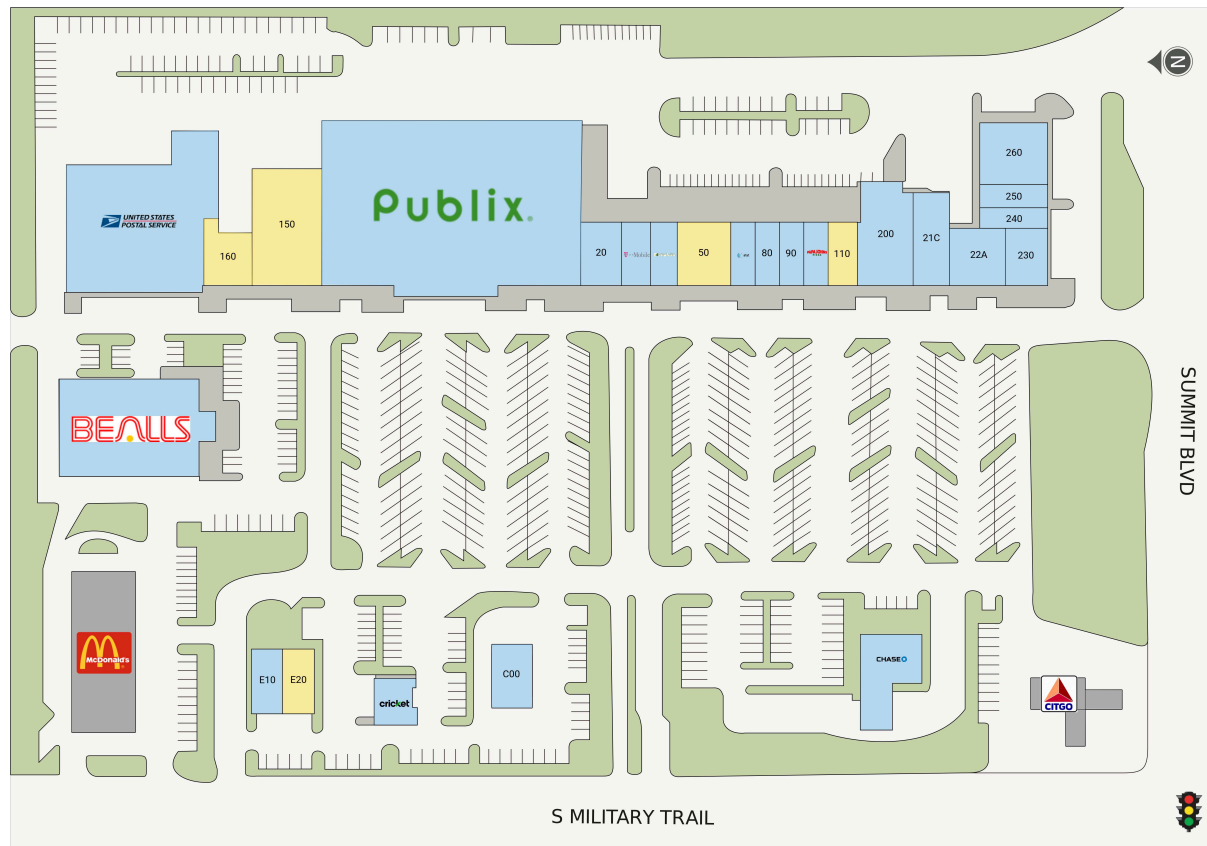 N
260
250
240
UNITED STATES
POSTAL SERVICE
160
150
Publix.
20
T-Mobile
50
80
90
110
200
21C
22A
230
BEALLS
SUMMIT BLVD
McDonald's
E10
E20
cricket
C00
CHASE
CITGO
S MILITARY TRAIL